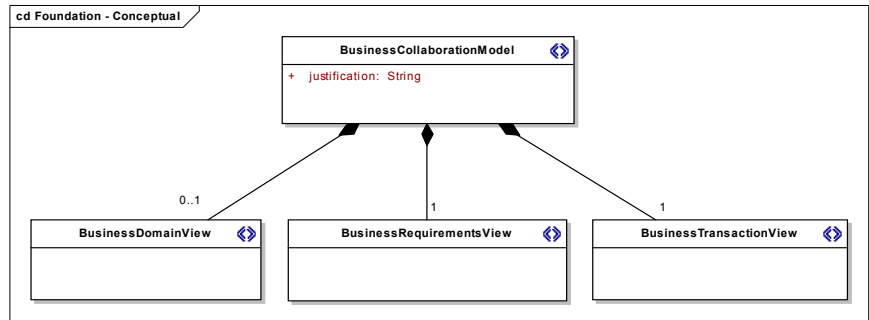 cd Foundation - Conceptual
BusinessCollaborationModel
+ justification: String
0..1
1
1
BusinessDomainView
BusinessRequirementsView
BusinessTransactionView